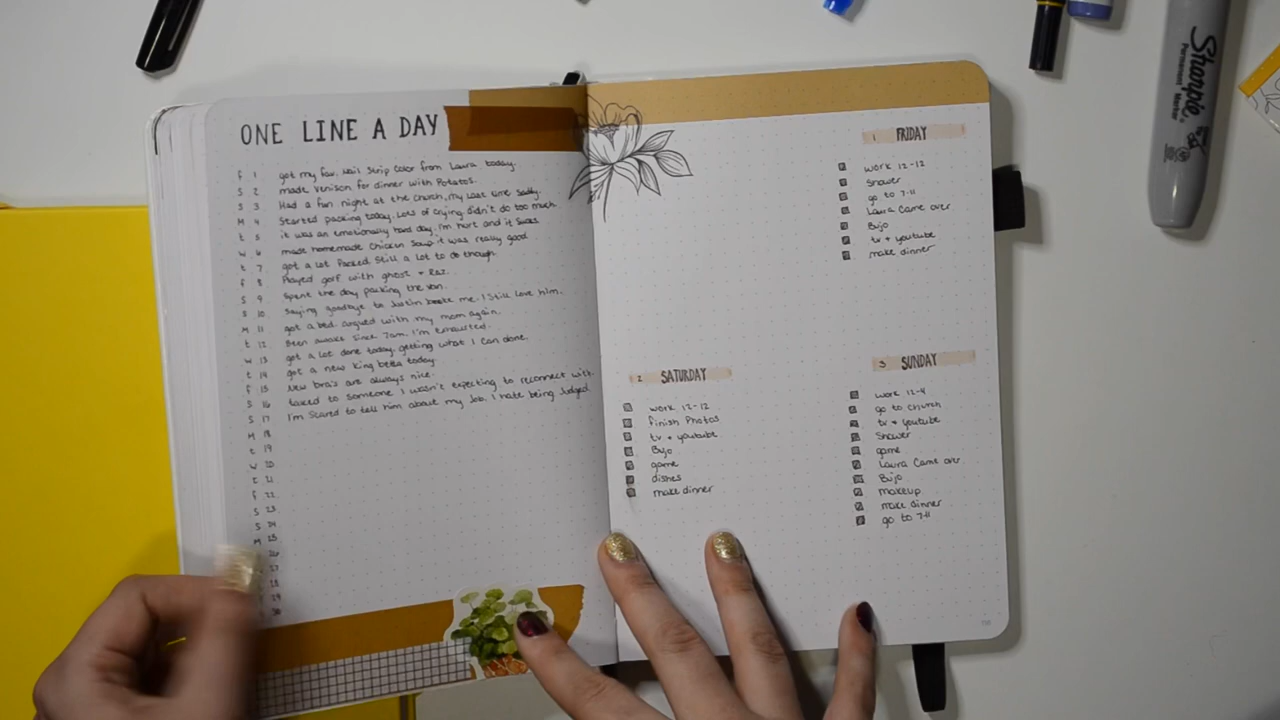 ONE LINE A DAY
F 1 got my fav. nail strip color from Laura today.
S 2 made venison for dinner with Potatos.
S 3 Had a fun night at the church, my last time sadly.
M 4 Started packing today. Lots of crying. didn't do too much
t 5 it was an emotionally hard day. I'm hurt and it sucks
w 6 made homemade chicken soup it was really good
t 7 got a lot Packed. Still a lot to do though.
F 8 Played golf with ghost + Raz.
S 9 Spent the day packing the van.
S 10 Saying goodbye to Justin broke me. I Still love him.
M 11 got a bed. argued with my mom again.
t 12 Been awake Since 7am. I'm exhausted.
w 13 got a lot done today. getting what I can done.
t 14 got a new king betta today.
F 15 New bra's are always nice.
S 16 talked to someone I wasn't expecting to reconnect with.
S 17 I'm Scared to tell him about my Job. I hate being Judged
M 18
t 19
w 20
t 21
F 22
S 23
S 24
M 25
26
27
28
29
30
1 FRIDAY
work 12-12
Shower
go to 7-11
Laura Came over
Bujo
tv + youtube
make dinner
2 SATURDAY
work 12-12
finish Photos
tv + youtube
Bujo
game
dishes
make dinner
3 SUNDAY
work 12-4
go to church
tv + youtube
Shower
game
Laura Came over
Bujo
makeup
make dinner
go to 7-11
Sharpie
Permanent Marker